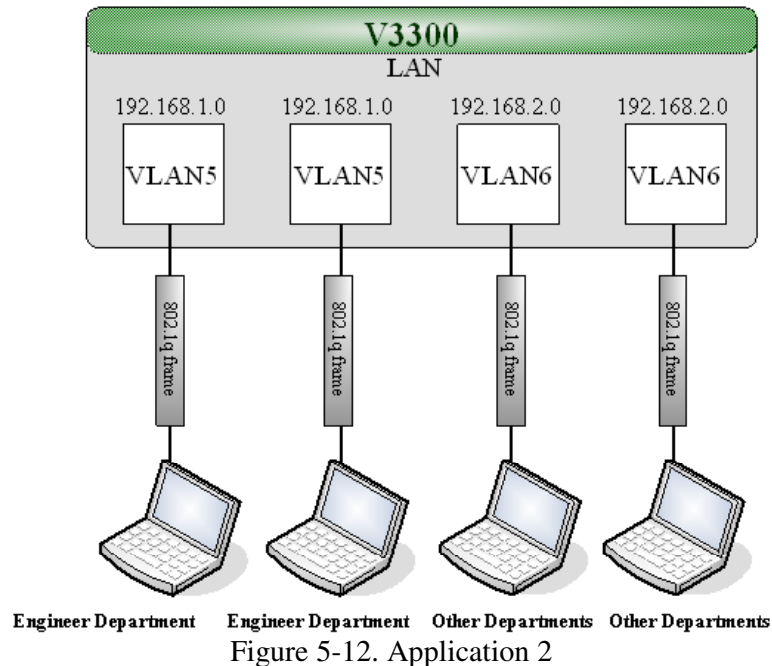 V3300
LAN
192.168.1.0 192.168.1.0 192.168.2.0 192.168.2.0
VLAN5 VLAN5 VLAN6 VLAN6
802.1q frame 802.1q frame 802.1q frame 802.1q frame
Engineer Department Engineer Department Other Departments Other Departments
Figure 5-12. Application 2